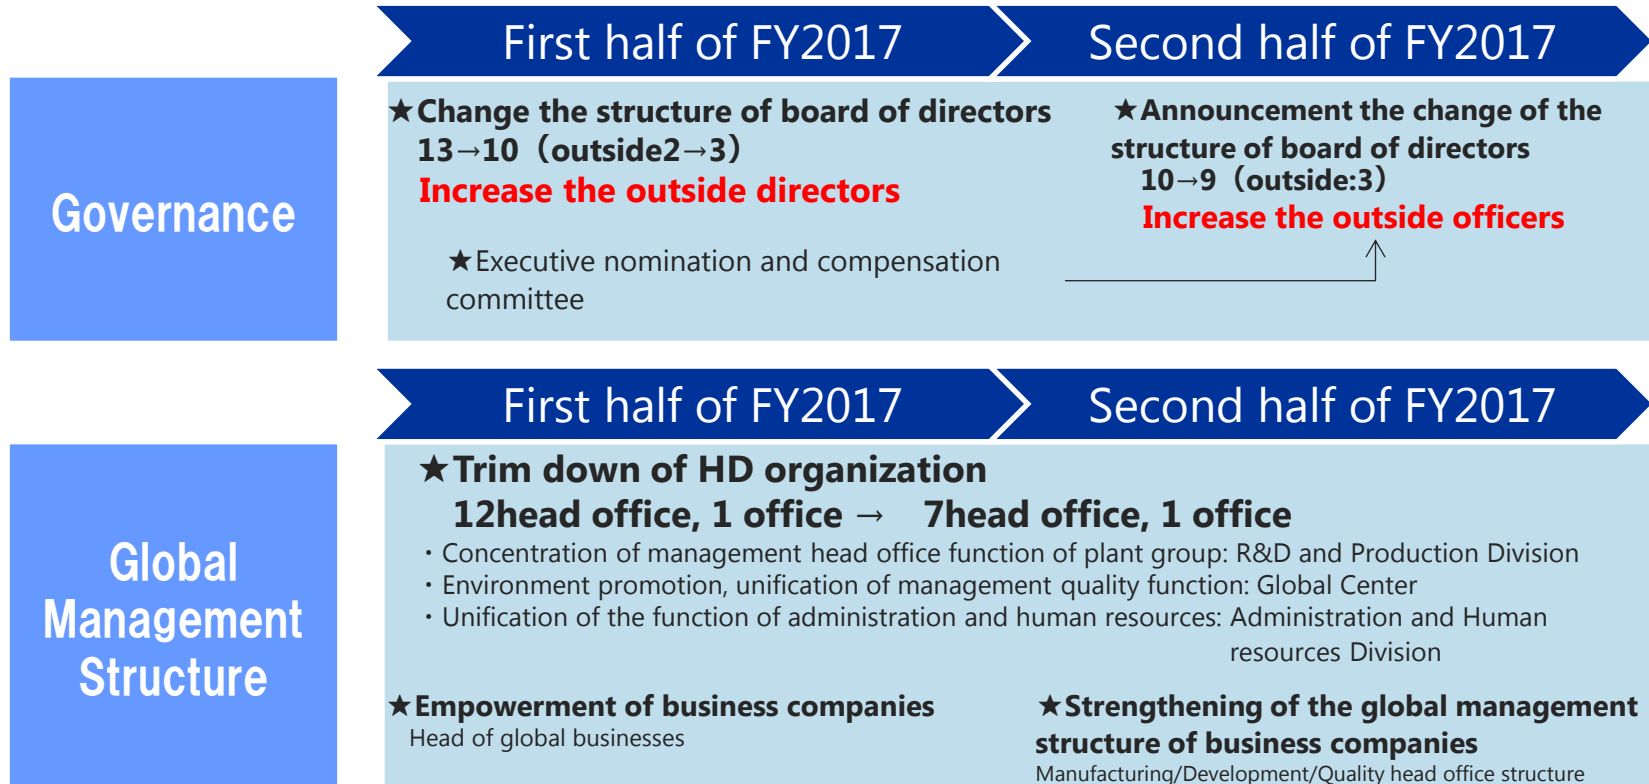 First half of FY2017
Second half of FY2017
Governance
★Change the structure of board of directors
13→10（outside2→3）
Increase the outside directors
★Executive nomination and compensation
committee
★Announcement the change of the
structure of board of directors
10→9（outside:3）
Increase the outside officers
First half of FY2017
Second half of FY2017
Global
Management
Structure
★Trim down of HD organization
12head office, 1 office → 7head office, 1 office
・Concentration of management head office function of plant group: R&D and Production Division
・Environment promotion, unification of management quality function: Global Center
・Unification of the function of administration and human resources: Administration and Human
resources Division
★Empowerment of business companies
Head of global businesses
★Strengthening of the global management
structure of business companies
Manufacturing/Development/Quality head office structure